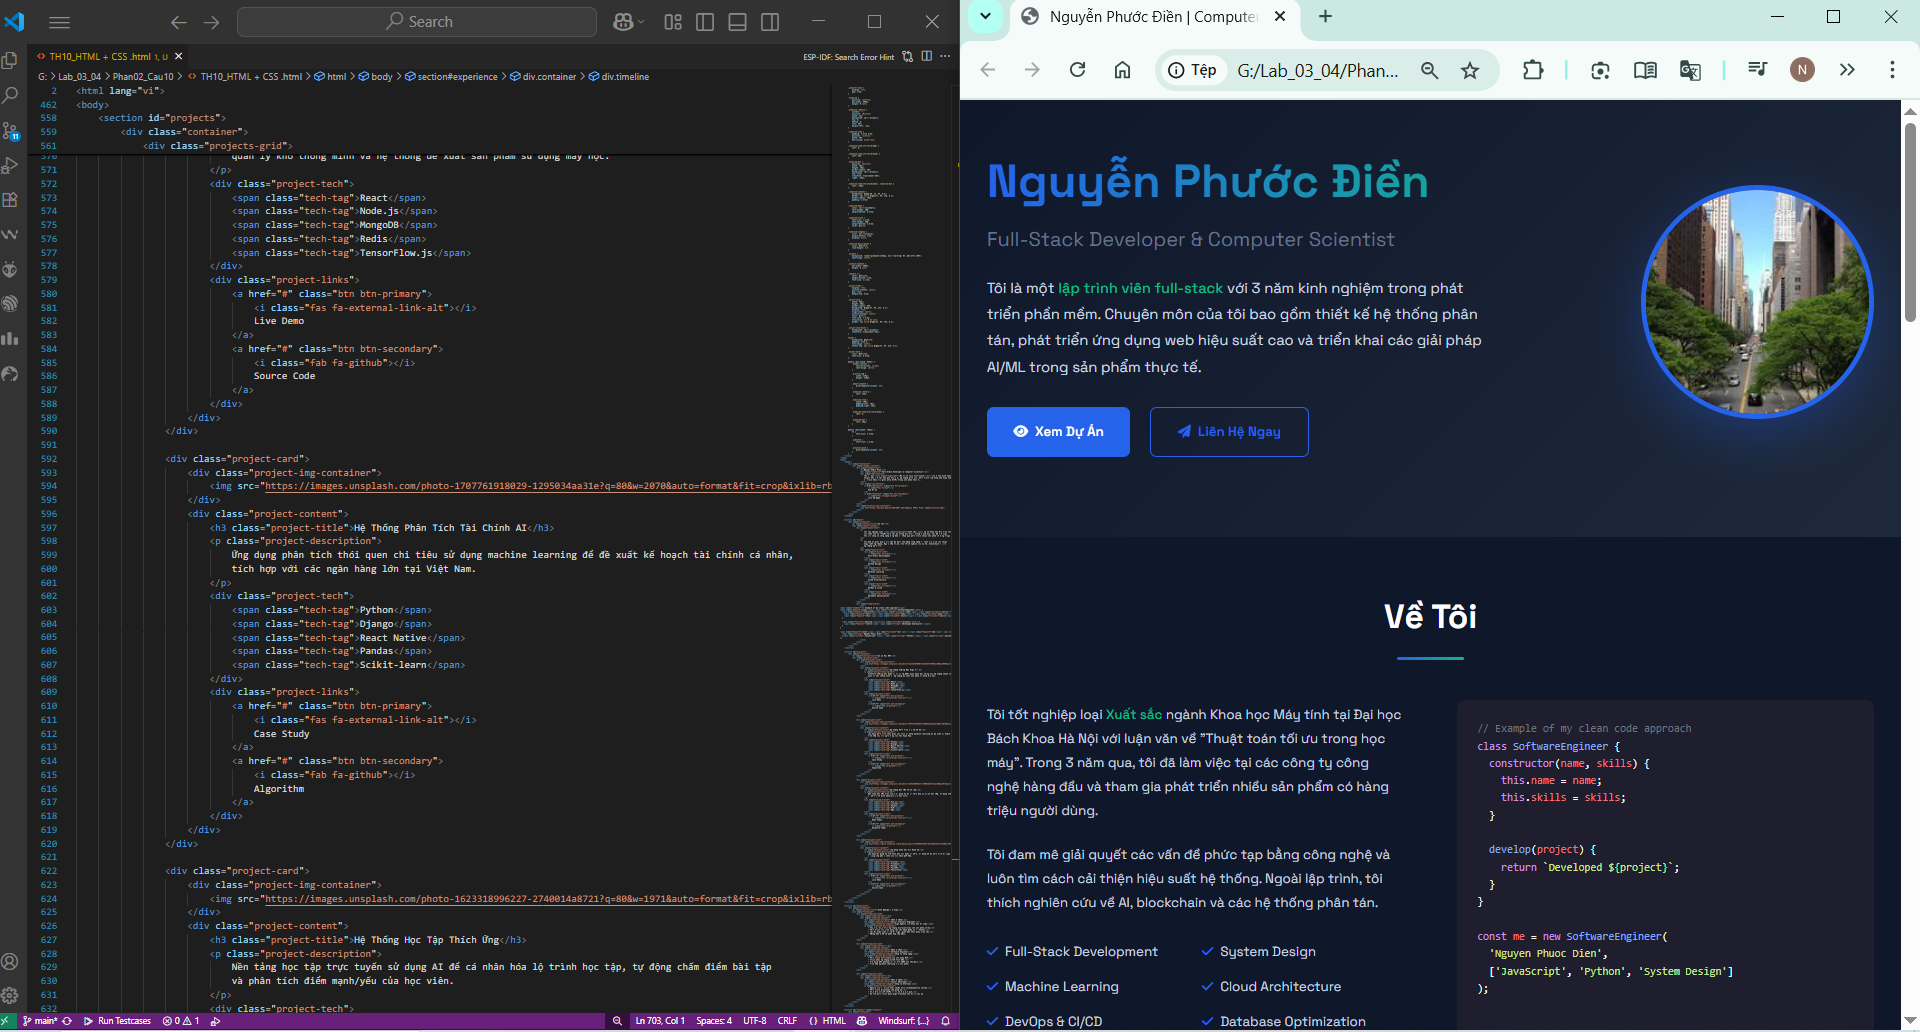 Search
TH10_HTML + CSS .html 1, U
ESP-IDF: Search Error Hint
G: > Lab_03_04 > Phan02_Cau10 > TH10_HTML + CSS .html > html > body > section#experience > div.container > div.timeline
2 <html lang="vi">
462 <body>
558 <section id="projects">
559 <div class="container">
561 <div class="projects-grid">
570 quản lý kho thông minh và hệ thống đề xuất sản phẩm sử dụng máy học.
571 </p>
572 <div class="project-tech">
573 <span class="tech-tag">React</span>
574 <span class="tech-tag">Node.js</span>
575 <span class="tech-tag">MongoDB</span>
576 <span class="tech-tag">Redis</span>
577 <span class="tech-tag">TensorFlow.js</span>
578 </div>
579 <div class="project-links">
580 <a href="#" class="btn btn-primary">
581 <i class="fas fa-external-link-alt"></i>
582 Live Demo
583 </a>
584 <a href="#" class="btn btn-secondary">
585 <i class="fab fa-github"></i>
586 Source Code
587 </a>
588 </div>
589 </div>
590 </div>
591
592 <div class="project-card">
593 <div class="project-img-container">
594 <img src="https://images.unsplash.com/photo-1707761918029-1295034aa31e?q=80&w=2070&auto=format&fit=crop&ixlib=rb
595 </div>
596 <div class="project-content">
597 <h3 class="project-title">Hệ Thống Phân Tích Tài Chính AI</h3>
598 <p class="project-description">
599 Ứng dụng phân tích thói quen chi tiêu sử dụng machine learning để đề xuất kế hoạch tài chính cá nhân,
600 tích hợp với các ngân hàng lớn tại Việt Nam.
601 </p>
602 <div class="project-tech">
603 <span class="tech-tag">Python</span>
604 <span class="tech-tag">Django</span>
605 <span class="tech-tag">React Native</span>
606 <span class="tech-tag">Pandas</span>
607 <span class="tech-tag">Scikit-learn</span>
608 </div>
609 <div class="project-links">
610 <a href="#" class="btn btn-primary">
611 <i class="fas fa-external-link-alt"></i>
612 Case Study
613 </a>
614 <a href="#" class="btn btn-secondary">
615 <i class="fab fa-github"></i>
616 Algorithm
617 </a>
618 </div>
619 </div>
620 </div>
621
622 <div class="project-card">
623 <div class="project-img-container">
624 <img src="https://images.unsplash.com/photo-1623318996227-2740014a8721?q=80&w=1971&auto=format&fit=crop&ixlib=rb
625 </div>
626 <div class="project-content">
627 <h3 class="project-title">Hệ Thống Học Tập Thích Ứng</h3>
628 <p class="project-description">
629 Nền tảng học tập trực tuyến sử dụng AI để cá nhân hóa lộ trình học tập, tự động chấm điểm bài tập
630 và phân tích điểm mạnh/yếu của học viên.
631 </p>
632 <div class="project-tech">
11
main* Run Testcases 0 1
Ln 703, Col 1 Spaces: 4 UTF-8 CRLF {} HTML Windsurf: {...}
Nguyễn Phước Điền | Computer
Tệp G:/Lab_03_04/Phan...
N
Nguyễn Phước Điền
Full-Stack Developer & Computer Scientist
Tôi là một lập trình viên full-stack với 3 năm kinh nghiệm trong phát
triển phần mềm. Chuyên môn của tôi bao gồm thiết kế hệ thống phân
tán, phát triển ứng dụng web hiệu suất cao và triển khai các giải pháp
AI/ML trong sản phẩm thực tế.
Xem Dự Án
Liên Hệ Ngay
Về Tôi
Tôi tốt nghiệp loại Xuất sắc ngành Khoa học Máy tính tại Đại học
Bách Khoa Hà Nội với luận văn về "Thuật toán tối ưu trong học
máy". Trong 3 năm qua, tôi đã làm việc tại các công ty công
nghệ hàng đầu và tham gia phát triển nhiều sản phẩm có hàng
triệu người dùng.
Tôi đam mê giải quyết các vấn đề phức tạp bằng công nghệ và
luôn tìm cách cải thiện hiệu suất hệ thống. Ngoài lập trình, tôi
thích nghiên cứu về AI, blockchain và các hệ thống phân tán.
Full-Stack Development
System Design
Machine Learning
Cloud Architecture
DevOps & CI/CD
Database Optimization
// Example of my clean code approach
class SoftwareEngineer {
constructor(name, skills) {
this.name = name;
this.skills = skills;
}
develop(project) {
return `Developed ${project}`;
}
}
const me = new SoftwareEngineer(
'Nguyen Phuoc Dien',
['JavaScript', 'Python', 'System Design']
);